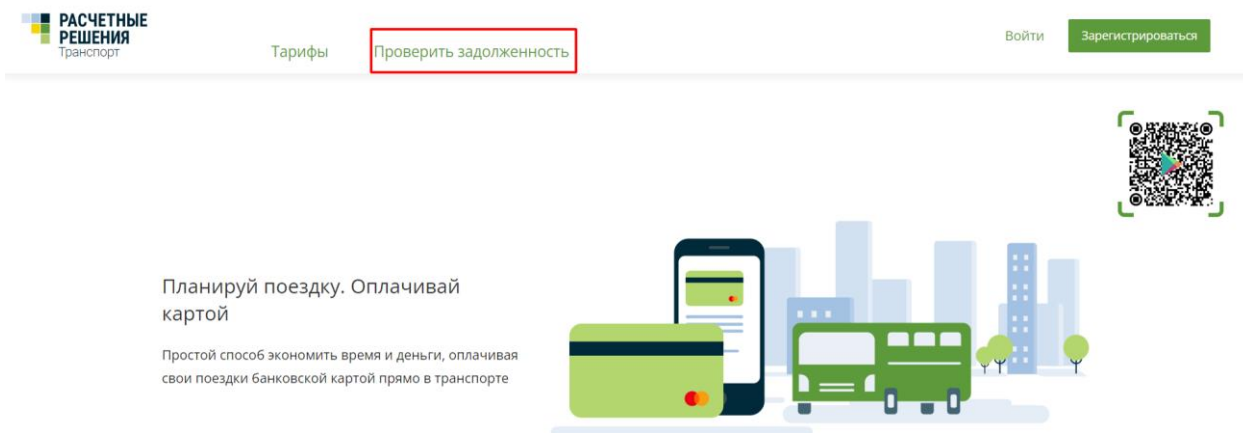 РАСЧЕТНЫЕ
РЕШЕНИЯ
Транспорт
Тарифы
Проверить задолженность
Войти
Зарегистрироваться
Планируй поездку. Оплачивай
картой
Простой способ экономить время и деньги, оплачивая
свои поездки банковской картой прямо в транспорте